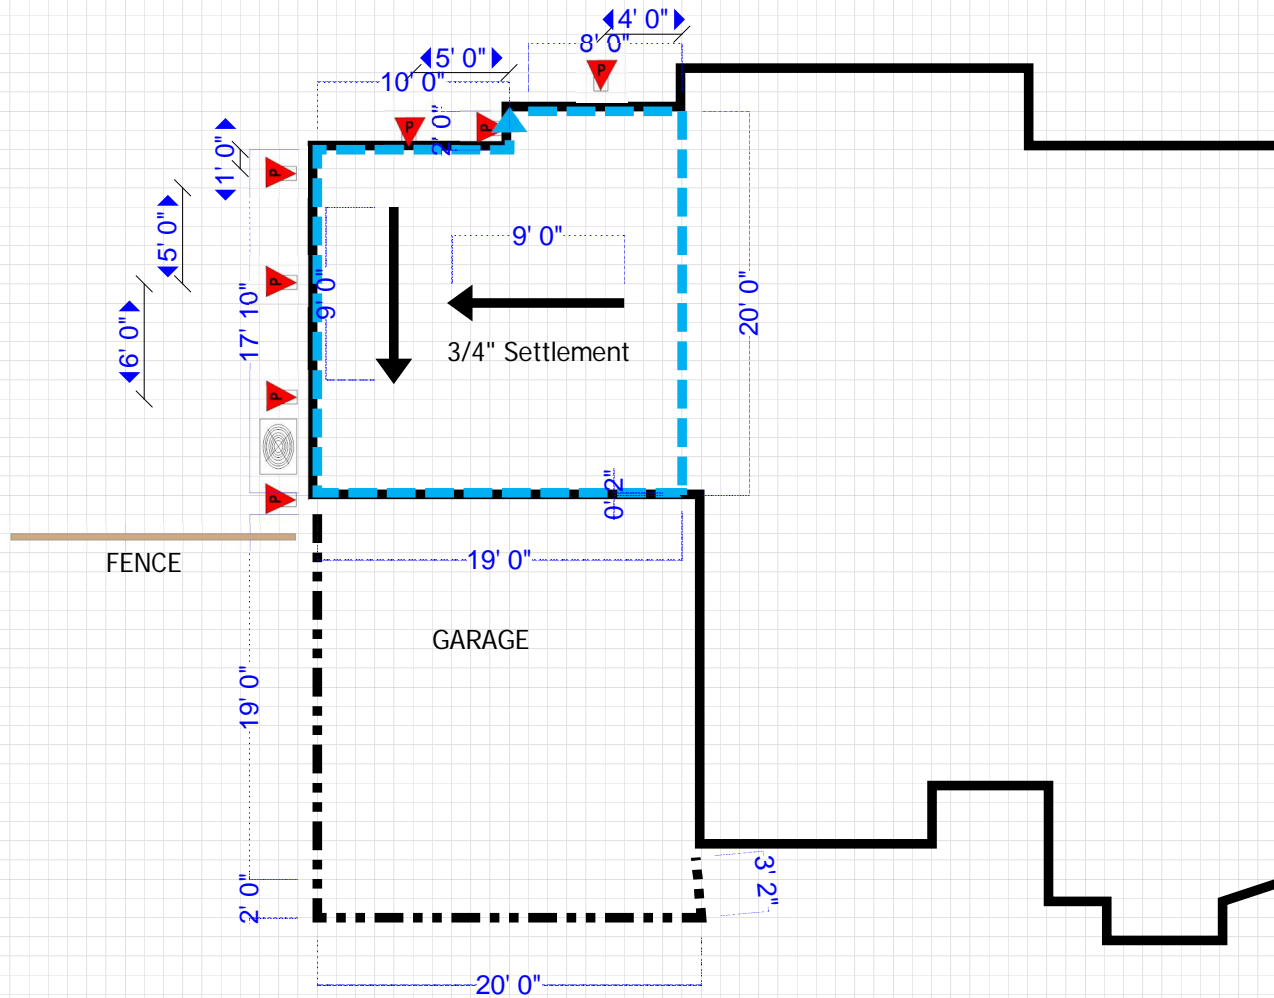 4' 0"
8' 0"
5' 0"
10' 0"
P
P
P
2' 0"
1' 0"
P
5' 0"
9' 0"
P
9' 0"
17' 10"
20' 0"
6' 0"
3/4" Settlement
P
0' 2"
P
FENCE
19' 0"
GARAGE
19' 0"
2' 0"
3' 2"
20' 0"